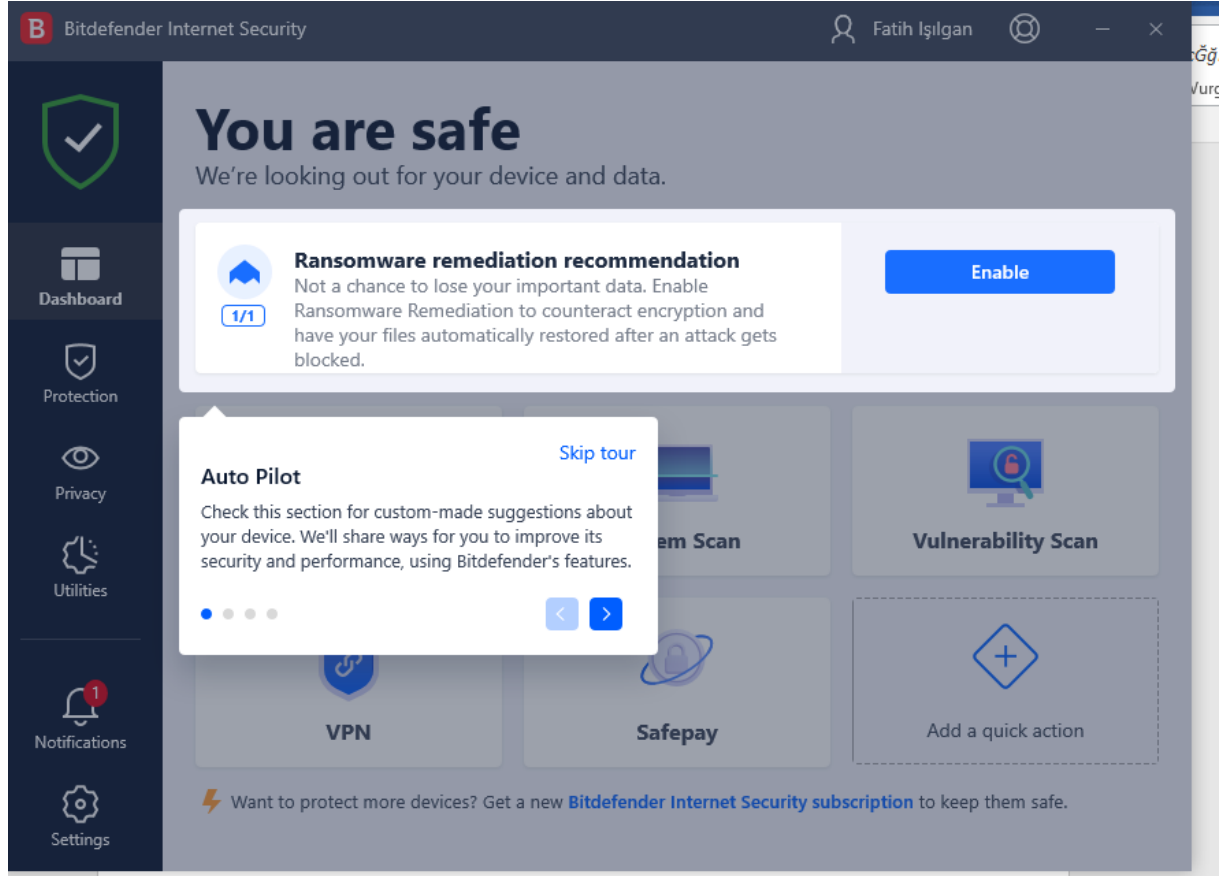 B Bitdefender Internet Security
Fatih Işılgan
You are safe
We're looking out for your device and data.
Dashboard
Protection
Privacy
Utilities
1
Notifications
Settings
Ransomware remediation recommendation
Not a chance to lose your important data. Enable
Ransomware Remediation to counteract encryption and
have your files automatically restored after an attack gets
blocked.
1/1
Enable
Skip tour
Auto Pilot
Check this section for custom-made suggestions about
your device. We'll share ways for you to improve its
security and performance, using Bitdefender's features.
em Scan
Vulnerability Scan
VPN
Safepay
Add a quick action
Want to protect more devices? Get a new Bitdefender Internet Security subscription to keep them safe.